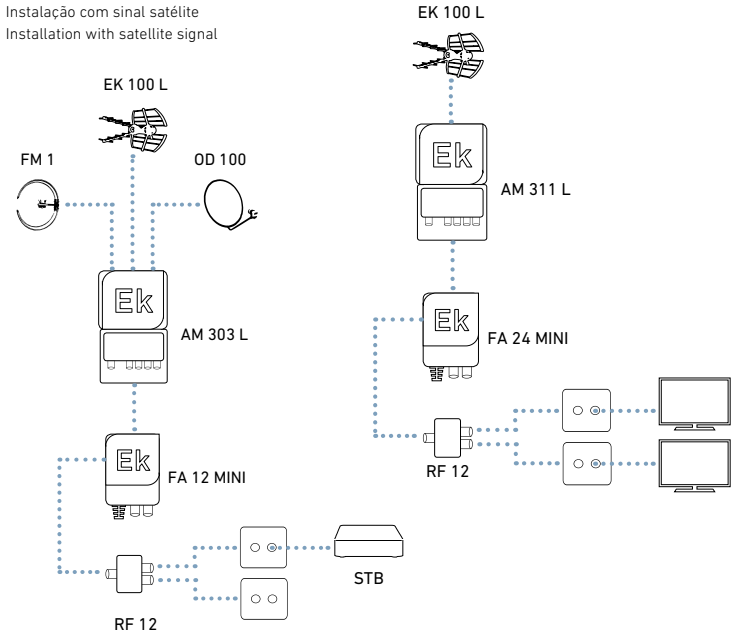 Instalação com sinal satélite
Installation with satellite signal
EK 100 L
FM 1
OD 100
Ek
AM 303 L
Ek
FA 12 MINI
STB
RF 12
EK 100 L
Ek
AM 311 L
Ek
FA 24 MINI
RF 12